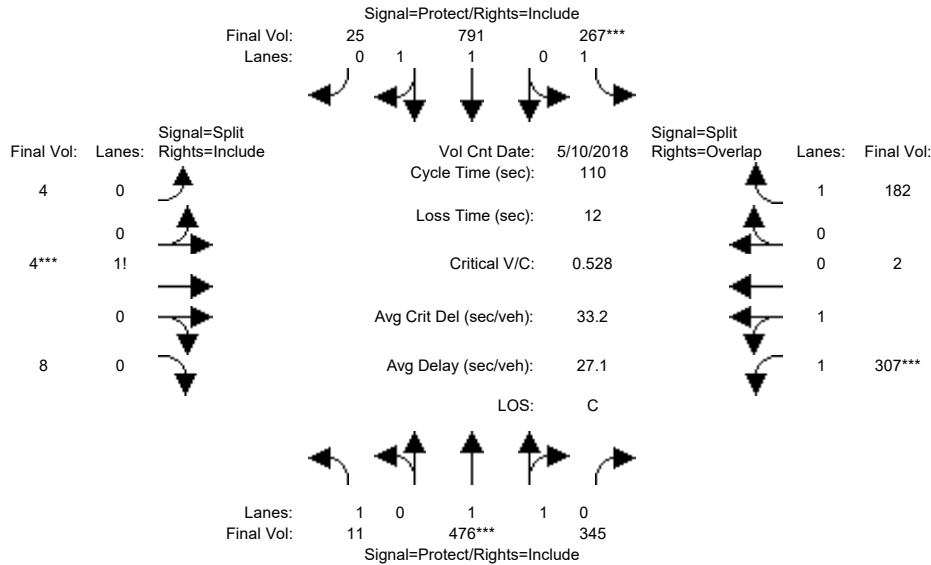 Signal=Protect/Rights=Include
Final Vol: 25 791 267***
Lanes: 0 1 1 0 1
Signal=Split Signal=Split
Final Vol: Lanes: Rights=Include Vol Cnt Date: 5/10/2018 Rights=Overlap Lanes: Final Vol:
Cycle Time (sec): 110
4 0 1 182
Loss Time (sec): 12
0 0
4*** 1! Critical V/C: 0.528 0 2
0 Avg Crit Del (sec/veh): 33.2 1
8 0 Avg Delay (sec/veh): 27.1 1 307***
LOS: C
Lanes: 1 0 1 1 0
Final Vol: 11 476*** 345
Signal=Protect/Rights=Include